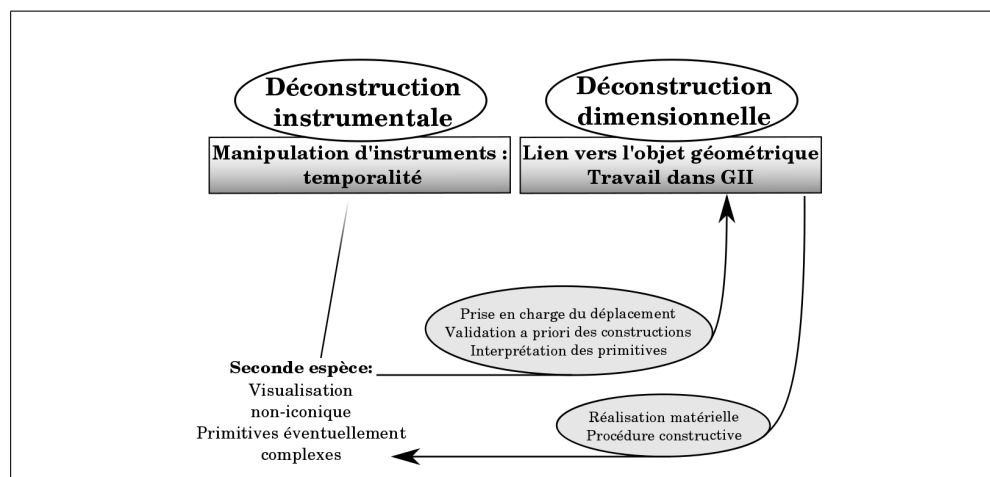 Déconstruction
instrumentale
Manipulation d'instruments :
temporalité
Déconstruction
dimensionnelle
Lien vers l'objet géométrique
Travail dans GII
Prise en charge du déplacement
Validation a priori des constructions
Interprétation des primitives
Seconde espèce:
Visualisation
non-iconique
Primitives éventuellement
complexes
Réalisation matérielle
Procédure constructive